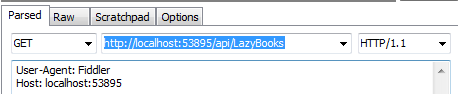 Parsed Raw Scratchpad Options
GET http://localhost:53895/api/LazyBooks HTTP/1.1
User-Agent: Fiddler
Host: localhost:53895